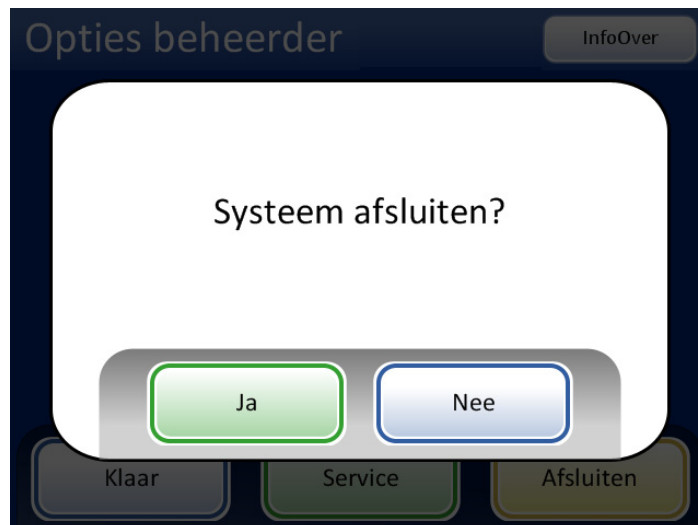 Opties beheerder
InfoOver
Systeem afsluiten?
Ja
Nee
Klaar
Service
Afsluiten